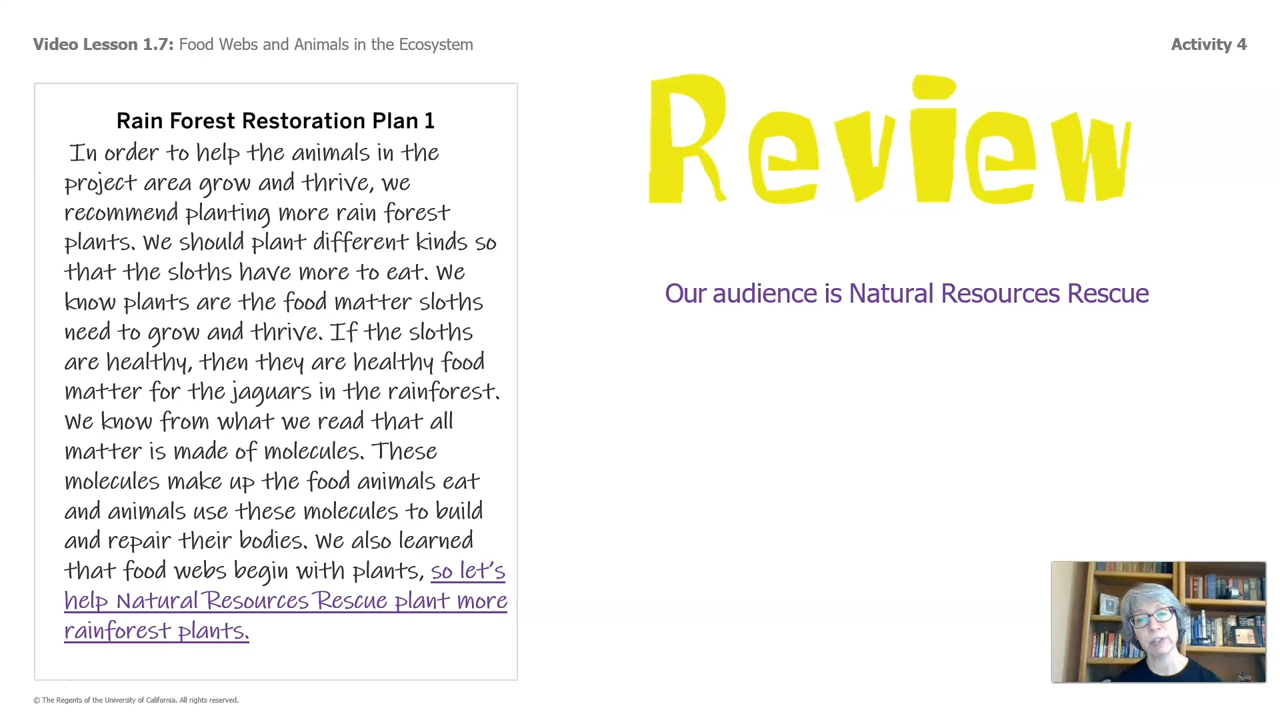 Video Lesson 1.7: Food Webs and Animals in the Ecosystem
Activity 4
Rain Forest Restoration Plan 1
In order to help the animals in the
project area grow and thrive, we
recommend planting more rain forest
plants. We should plant different kinds so
that the sloths have more to eat. We
know plants are the food matter sloths
need to grow and thrive. If the sloths
are healthy, then they are healthy food
matter for the jaguars in the rainforest.
We know from what we read that all
matter is made of molecules. These
molecules make up the food animals eat
and animals use these molecules to build
and repair their bodies. We also learned
that food webs begin with plants, so let's
help Natural Resources Rescue plant more
rainforest plants.
Review
Our audience is Natural Resources Rescue
© The Regents of the University of California. All rights reserved.